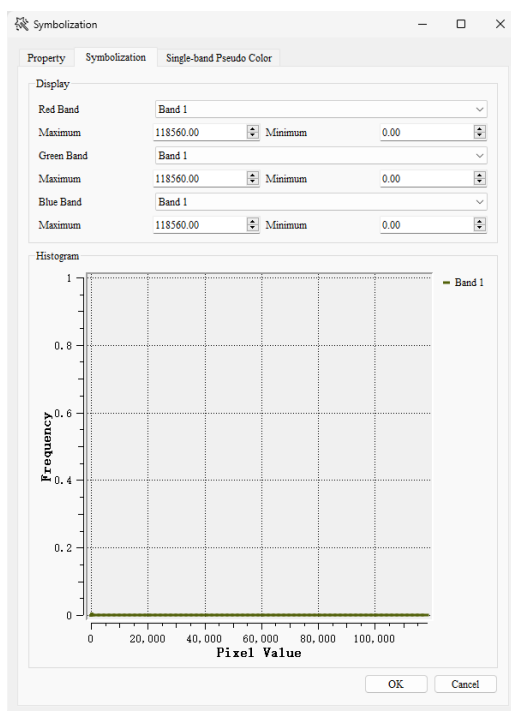 Symbolization
Property Symbolization Single-band Pseudo Color
Display
Red Band Band 1
Maximum 118560.00 Minimum 0.00
Green Band Band 1
Maximum 118560.00 Minimum 0.00
Blue Band Band 1
Maximum 118560.00 Minimum 0.00
Histogram
1
Band 1
0.8
0.6
Frequency
0.4
0.2
0
0 20,000 40,000 60,000 80,000 100,000
Pixel Value
OK Cancel